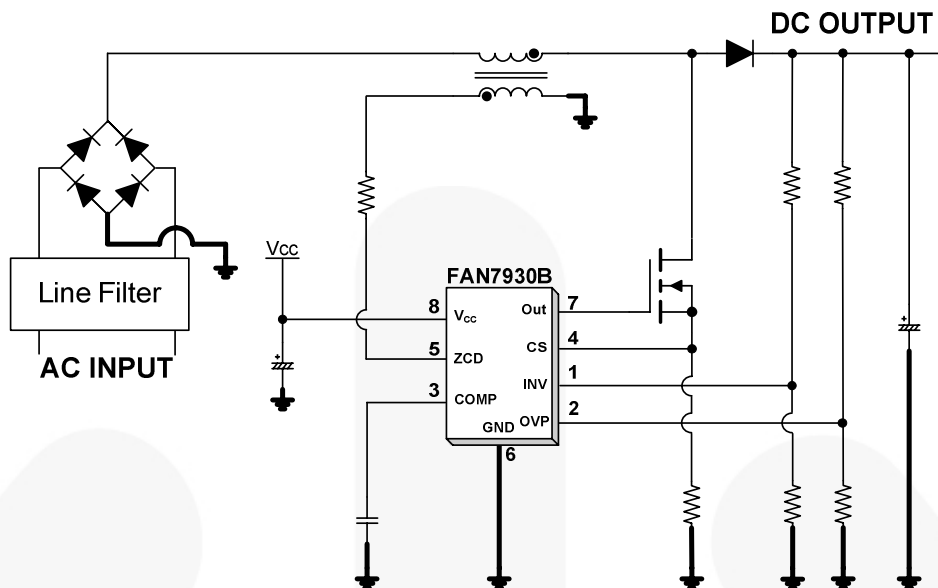 DC OUTPUT
VCC
Line Filter
AC INPUT
FAN7930B
8
VCC
Out
7
5
ZCD
CS
4
3
COMP
INV
1
GND
OVP
2
6
+
+